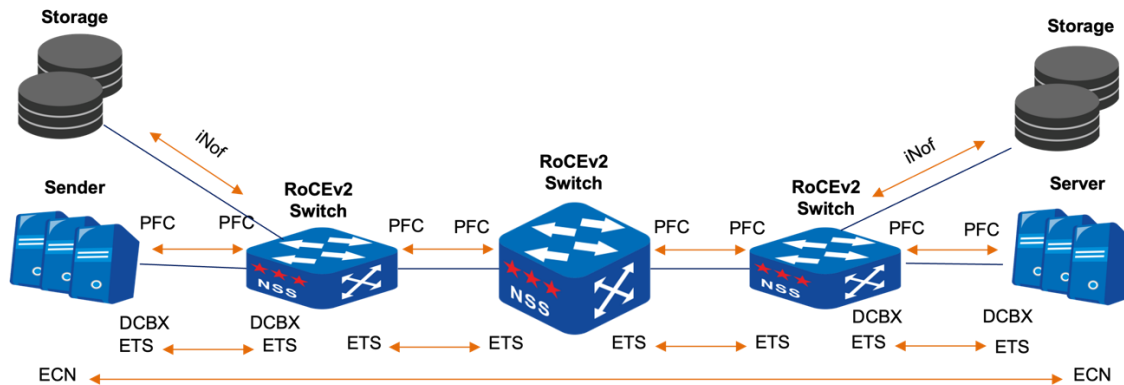 Storage
Storage
iNof
iNof
Sender
RoCEv2
Switch
RoCEv2
Switch
RoCEv2
Switch
Server
PFC PFC PFC PFC PFC PFC PFC PFC
NSS
NSS
NSS
DCBX DCBX DCBX DCBX
ETS ETS ETS ETS ETS ETS ETS ETS
ECN ECN